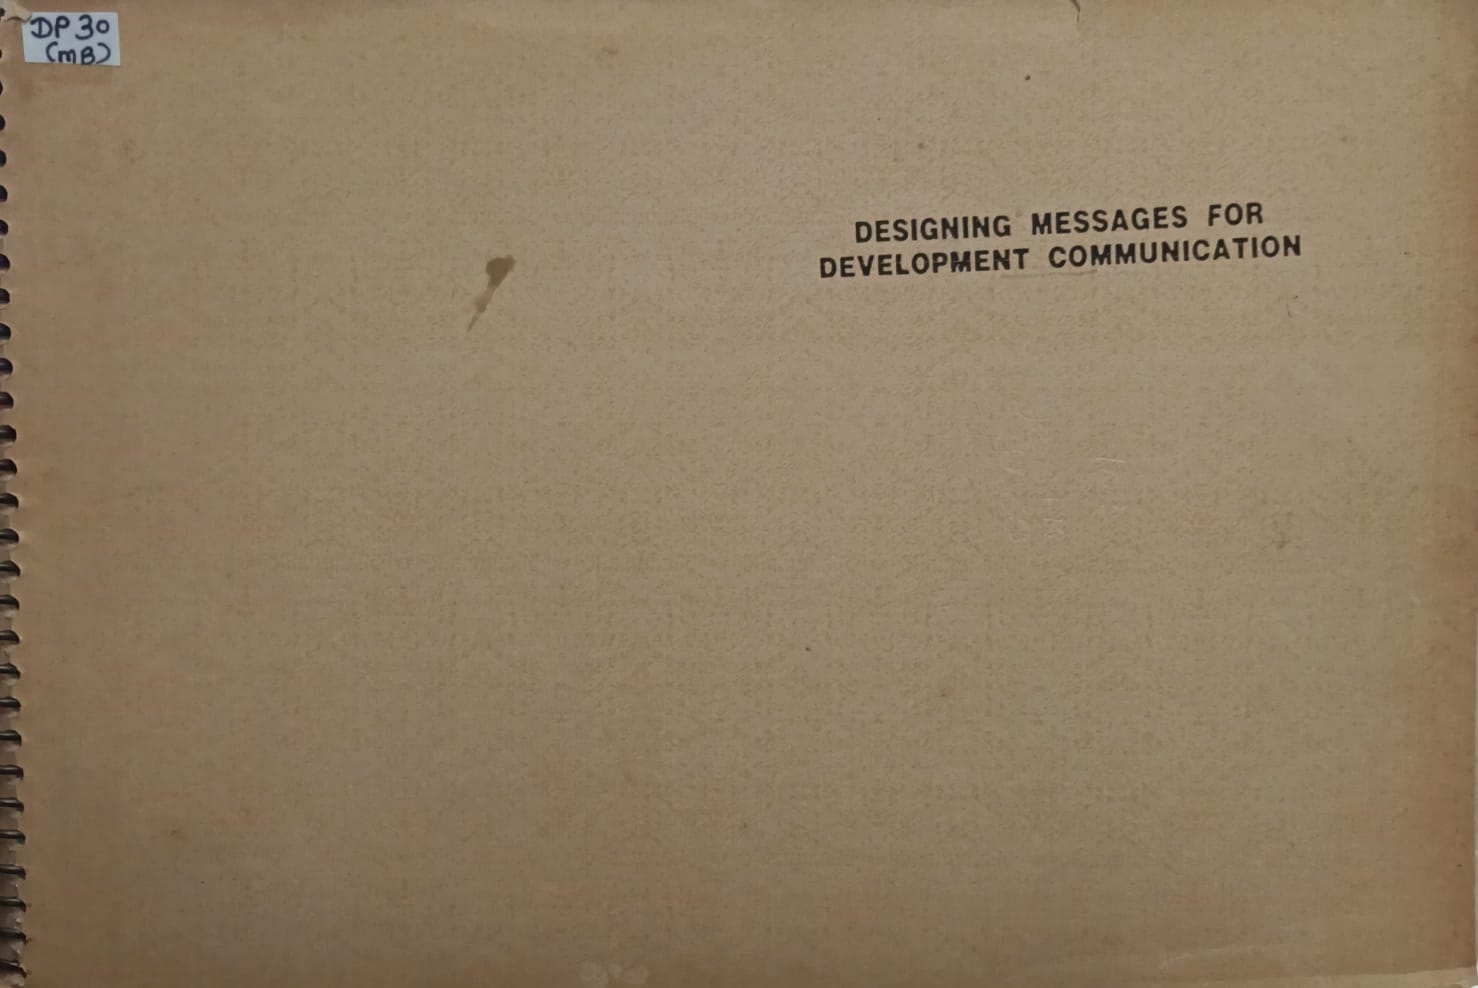 DP 30
(MB)
DESIGNING MESSAGES FOR
DEVELOPMENT COMMUNICATION